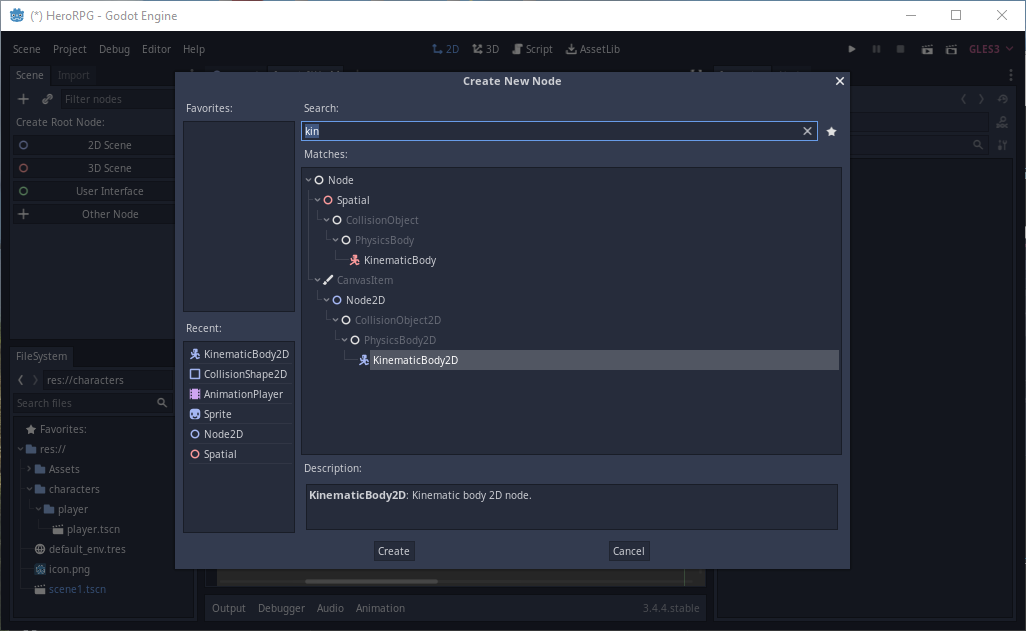 (*) HeroRPG - Godot Engine
Scene Project Debug Editor Help
2D 3D Script AssetLib
GLES3
Scene Import
Filter nodes
Create Root Node:
2D Scene
3D Scene
User Interface
Other Node
FileSystem
res://characters
Search files
Favorites:
res://
Assets
characters
player
player.tscn
default_env.tres
icon.png
scene1.tscn
Create New Node
Favorites:
Recent:
KinematicBody2D
CollisionShape2D
AnimationPlayer
Sprite
Node2D
Spatial
Search:
kin
Matches:
Node
Spatial
CollisionObject
PhysicsBody
KinematicBody
CanvasItem
Node2D
CollisionObject2D
PhysicsBody2D
KinematicBody2D
Description:
KinematicBody2D: Kinematic body 2D node.
Create Cancel
Output Debugger Audio Animation 3.4.4.stable